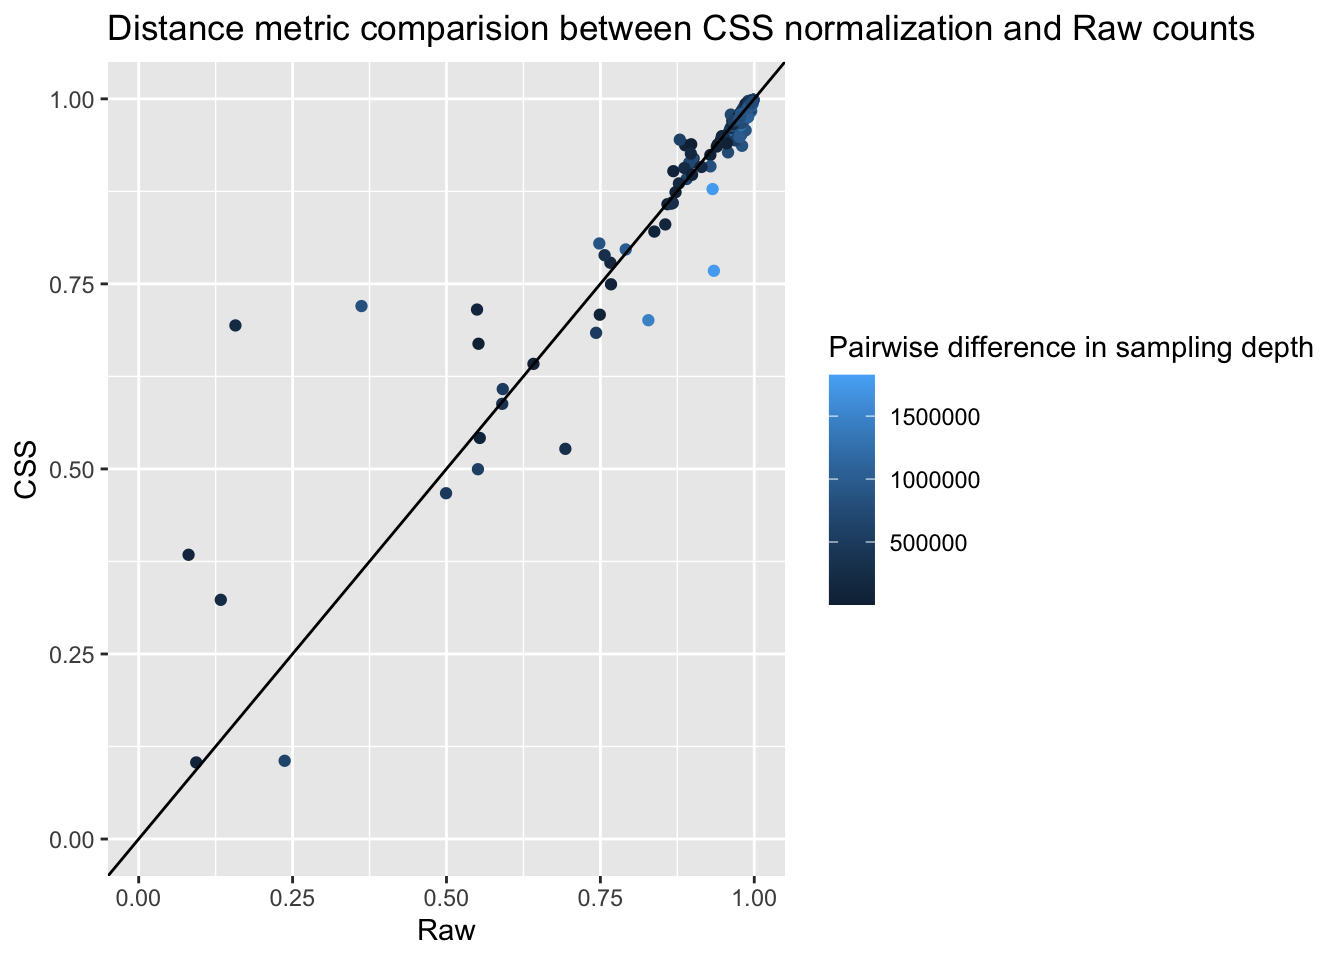 Distance metric comparision between CSS normalization and Raw counts
1.00
0.75
0.50
0.25
0.00
CSS
0.00 0.25 0.50 0.75 1.00
Raw
Pairwise difference in sampling depth
1500000
1000000
500000